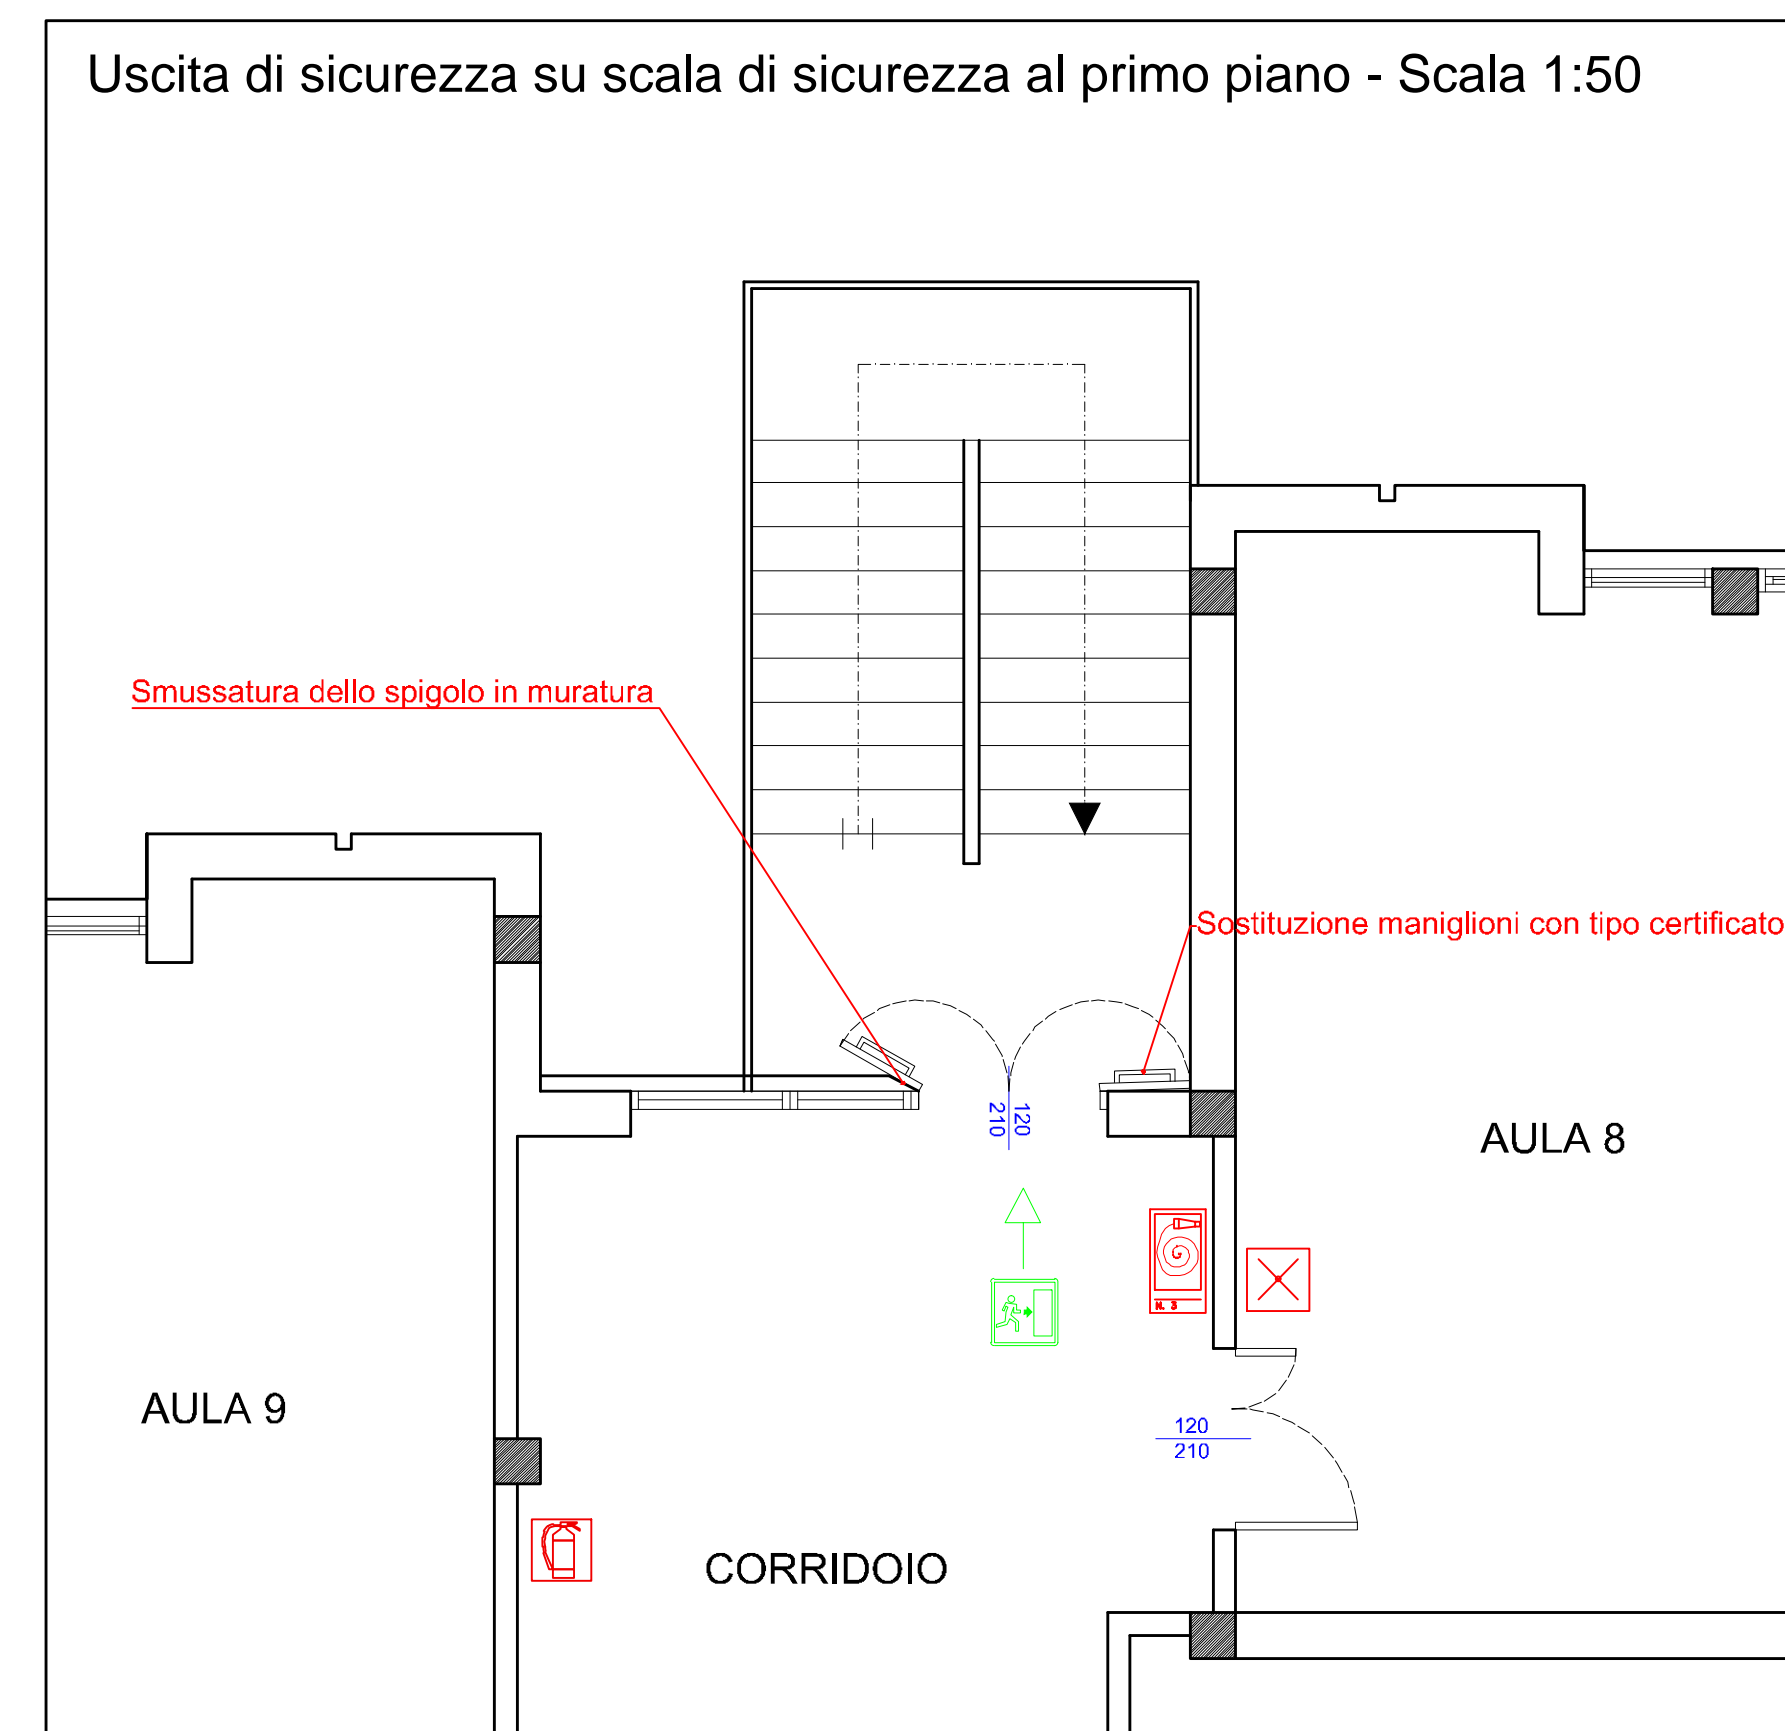 Uscita di sicurezza su scala di sicurezza al primo piano - Scala 1:50
Smussatura dello spigolo in muratura
Sostituzione maniglioni con tipo certificato
120
210
AULA 8
N. 3
AULA 9
120
210
CORRIDOIO